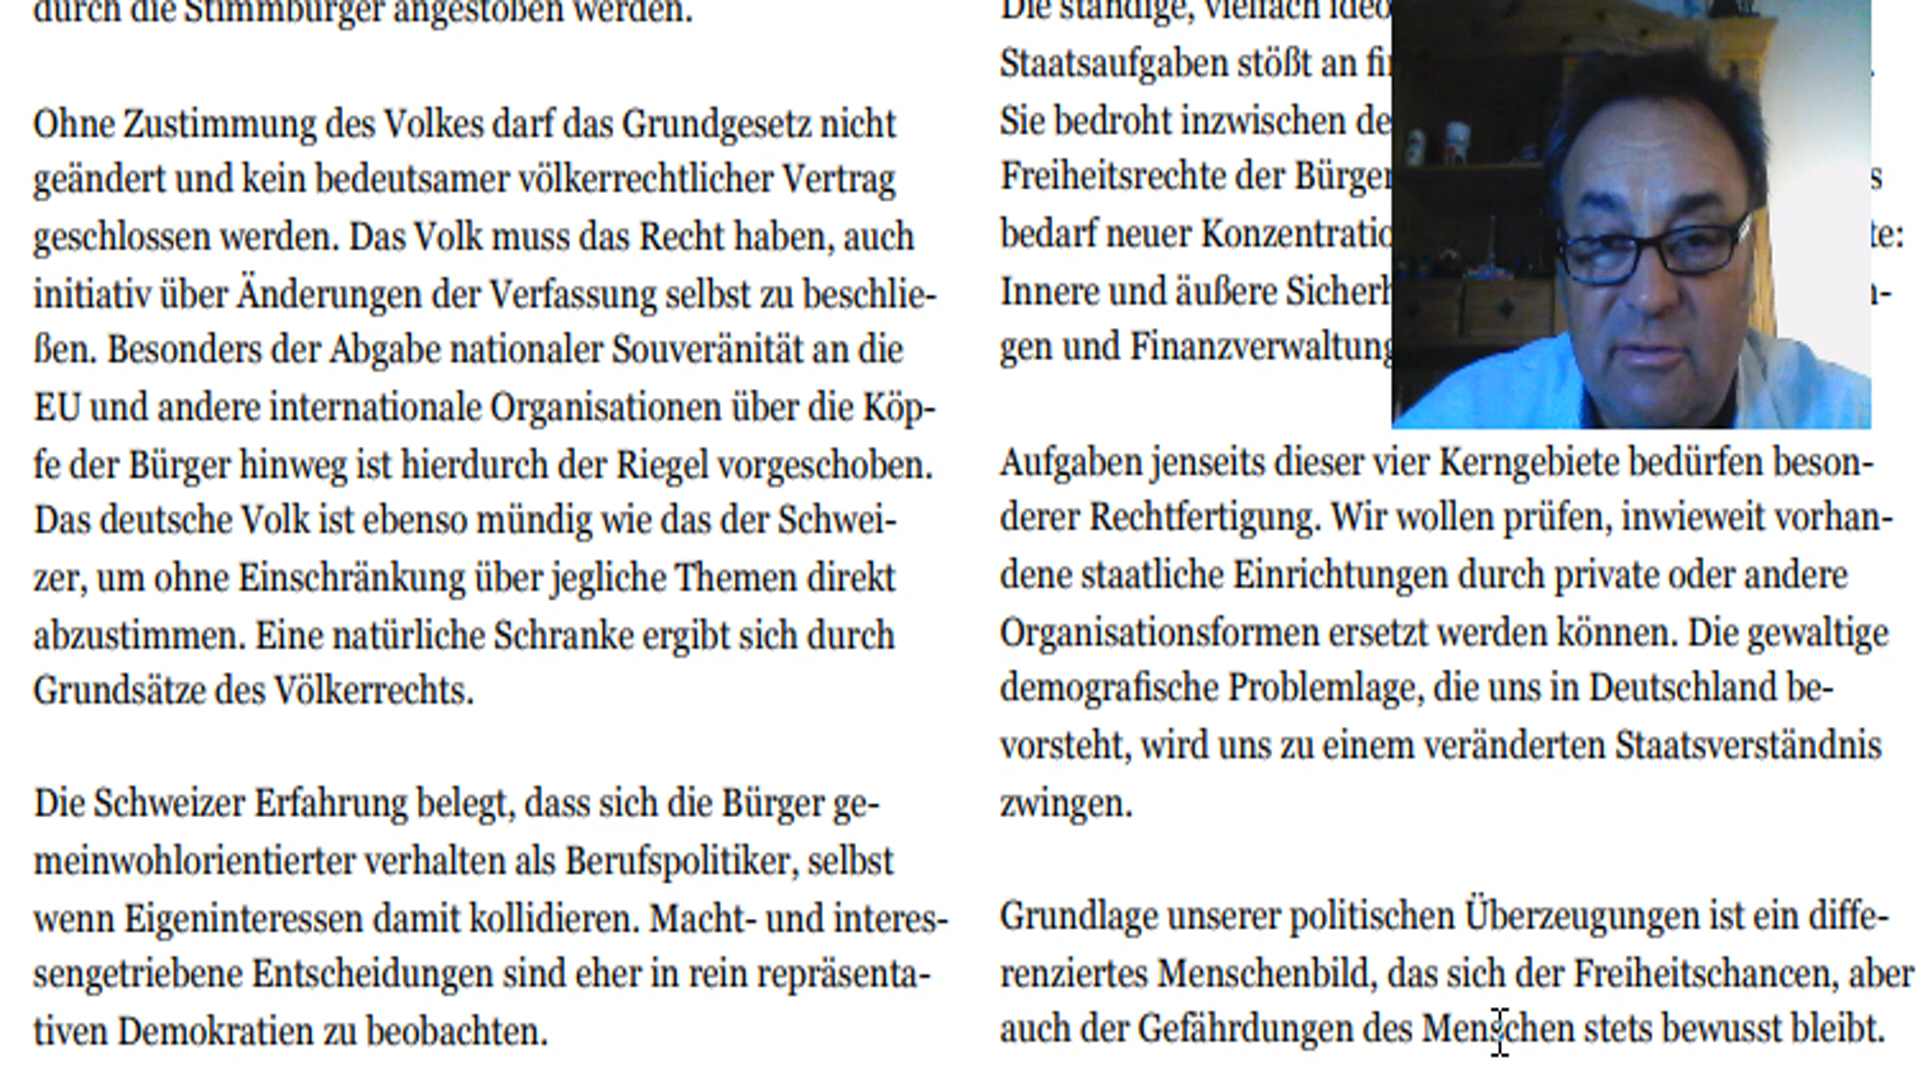 durch die Stimmbürger angestoßen werden.
Ohne Zustimmung des Volkes darf das Grundgesetz nicht
geändert und kein bedeutsamer völkerrechtlicher Vertrag
geschlossen werden. Das Volk muss das Recht haben, auch
initiativ über Änderungen der Verfassung selbst zu beschlie-
ßen. Besonders der Abgabe nationaler Souveränität an die
EU und andere internationale Organisationen über die Köp-
fe der Bürger hinweg ist hierdurch der Riegel vorgeschoben.
Das deutsche Volk ist ebenso mündig wie das der Schwei-
zer, um ohne Einschränkung über jegliche Themen direkt
abzustimmen. Eine natürliche Schranke ergibt sich durch
Grundsätze des Völkerrechts.
Die Schweizer Erfahrung belegt, dass sich die Bürger ge-
meinwohlorientierter verhalten als Berufspolitiker, selbst
wenn Eigeninteressen damit kollidieren. Macht- und interes-
sengetriebene Entscheidungen sind eher in rein repräsenta-
tiven Demokratien zu beobachten.
Die ständige, vielfach
Staatsaufgaben stößt an
Sie bedroht inzwischen
Freiheitsrechte der Bürger
bedarf neuer
Innere und äußere
gen und Finanzverwaltung
Aufgaben jenseits dieser vier Kerngebiete bedürfen beson-
derer Rechtfertigung. Wir wollen prüfen, inwieweit vorhan-
dene staatliche Einrichtungen durch private oder andere
Organisationsformen ersetzt werden können. Die gewaltige
demografische Problemlage, die uns in Deutschland be-
vorsteht, wird uns zu einem veränderten Staatsverständnis
zwingen.
Grundlage unserer politischen Überzeugungen ist ein diffe-
renziertes Menschenbild, das sich der Freiheitschancen, aber
auch der Gefährdungen des Menschen stets bewusst bleibt.